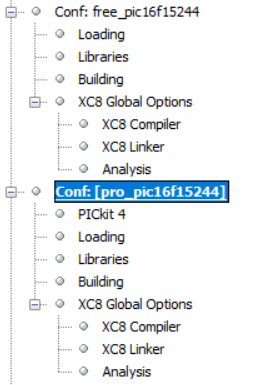 Conf: free_pic16f15244
Loading
Libraries
Building
XC8 Global Options
XC8 Compiler
XC8 Linker
Analysis
Conf: [pro_pic16f15244]
PICkit 4
Loading
Libraries
Building
XC8 Global Options
XC8 Compiler
XC8 Linker
Analysis